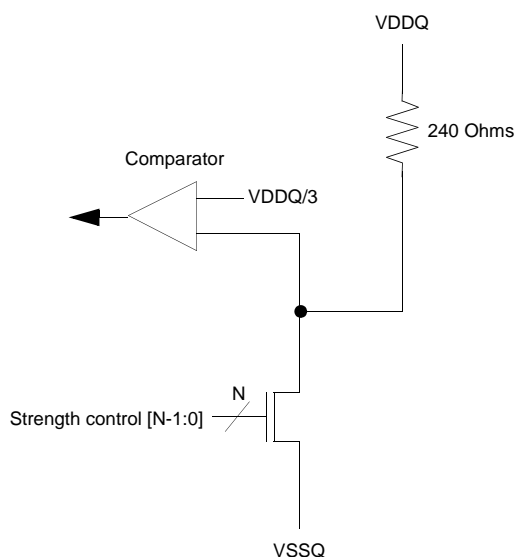 VDDQ
240 Ohms
Comparator
VDDQ/3
N
Strength control [N-1:0]
VSSQ